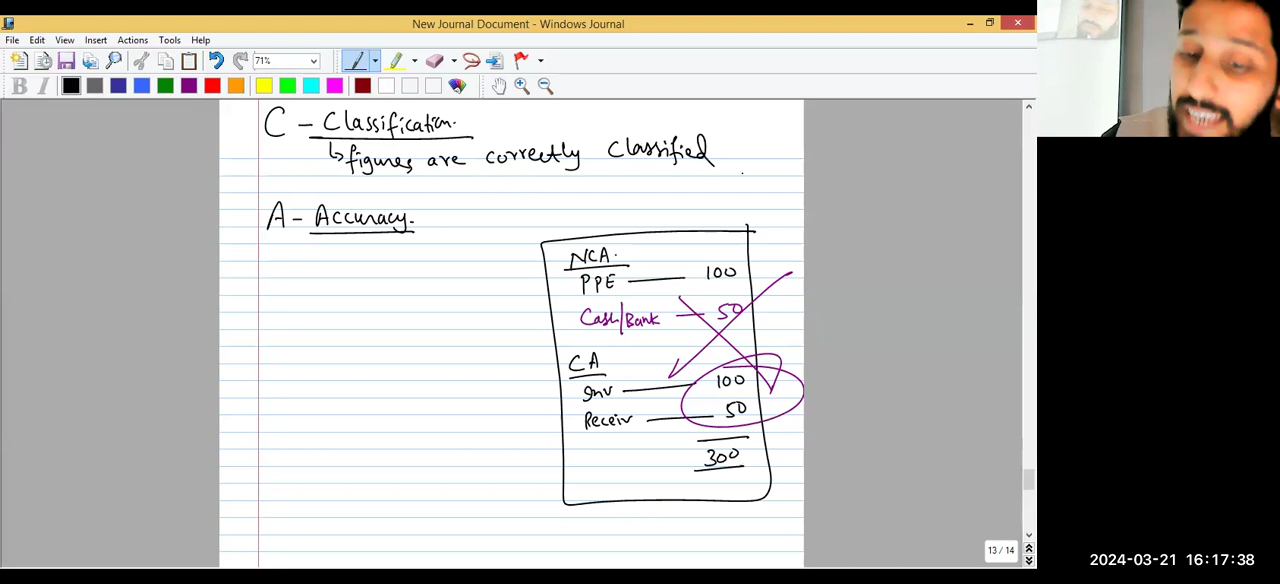 New Journal Document - Windows Journal
File Edit View Insert Actions Tools Help
71%
B I
C - Classification.
↳ figures are correctly classified
A - Accuracy.
NCA.
PPE — 100
Cash/Bank — 50
CA
Inv — 100
Receiv — 50
300
13 / 14
2024-03-21 16:17:38